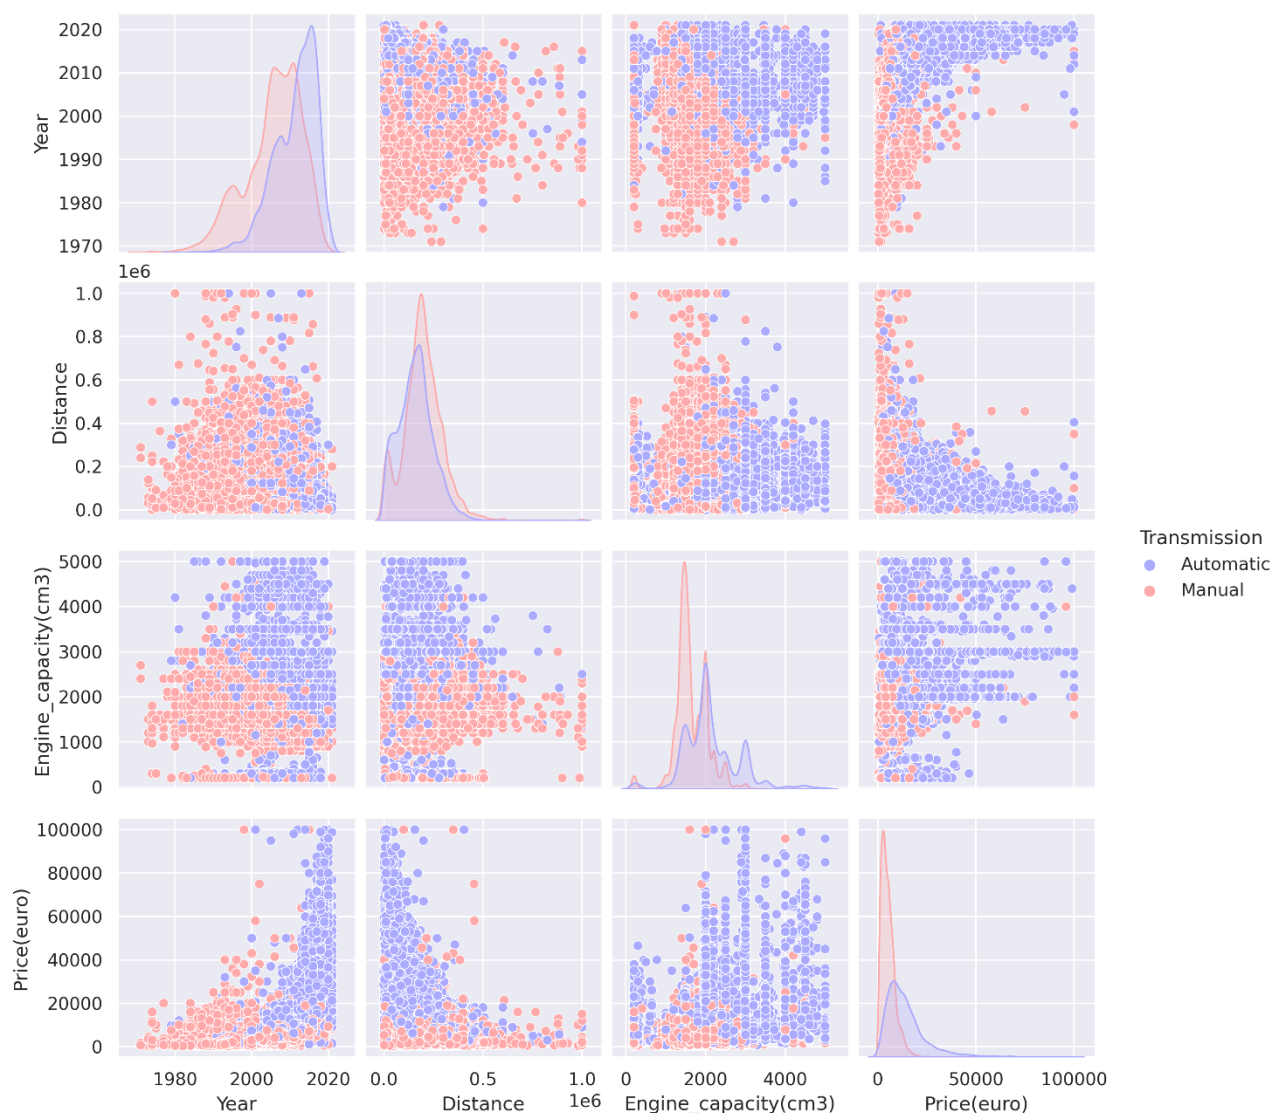 2020
2010
2000
1990
1980
1970
Year
1e6
1.0
0.8
0.6
0.4
0.2
0.0
Distance
5000
4000
3000
2000
1000
0
Engine_capacity(cm3)
100000
80000
60000
40000
20000
0
Price(euro)
1980 2000 2020
Year
0.0 0.5 1.0
1e6
Distance
0 2000 4000
Engine_capacity(cm3)
0 50000 100000
Price(euro)
Transmission
Automatic
Manual